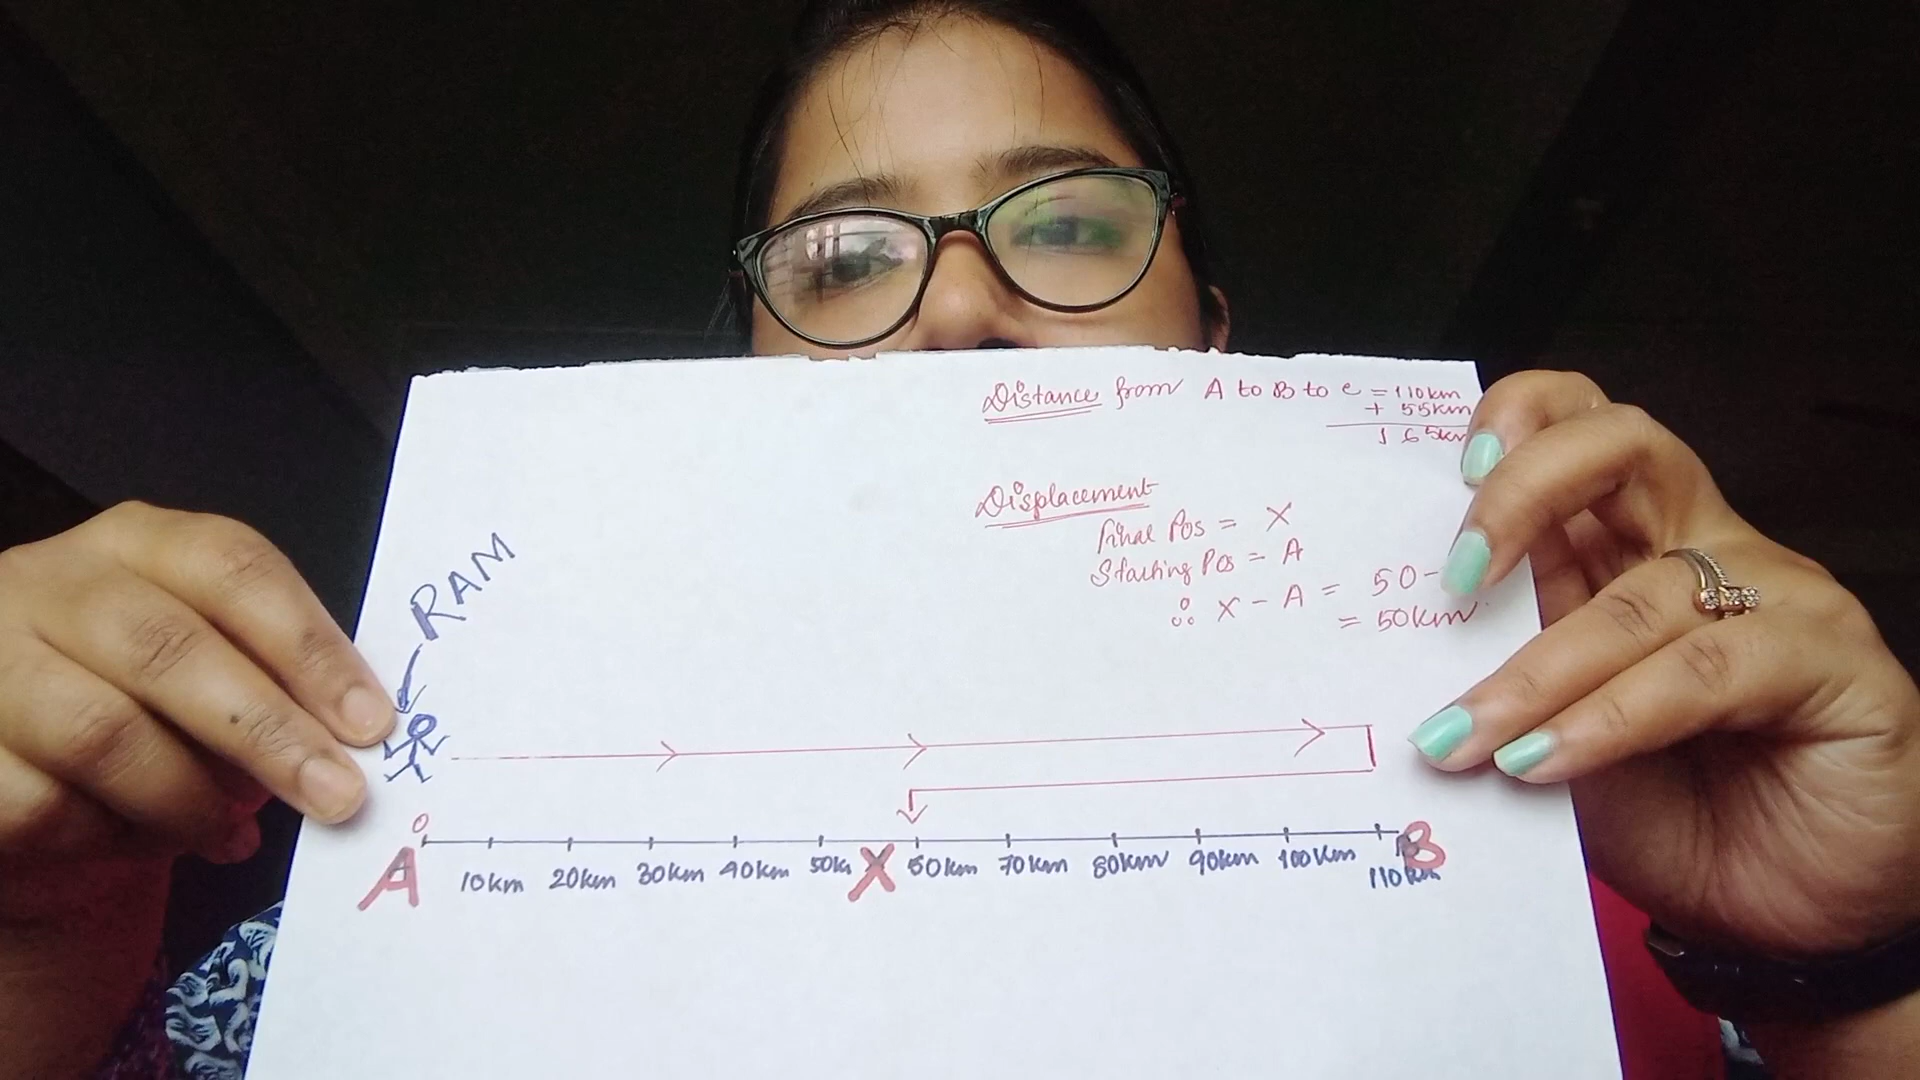 Distance from A to B to C = 110km
+ 55km
165km
Displacement
Final Pos = X
Starting Pos = A
∴ X - A = 50-
= 50km
RAM
0
A 10km 20km 30km 40km 50km X 50km 70km 80km 90km 100km 110km B